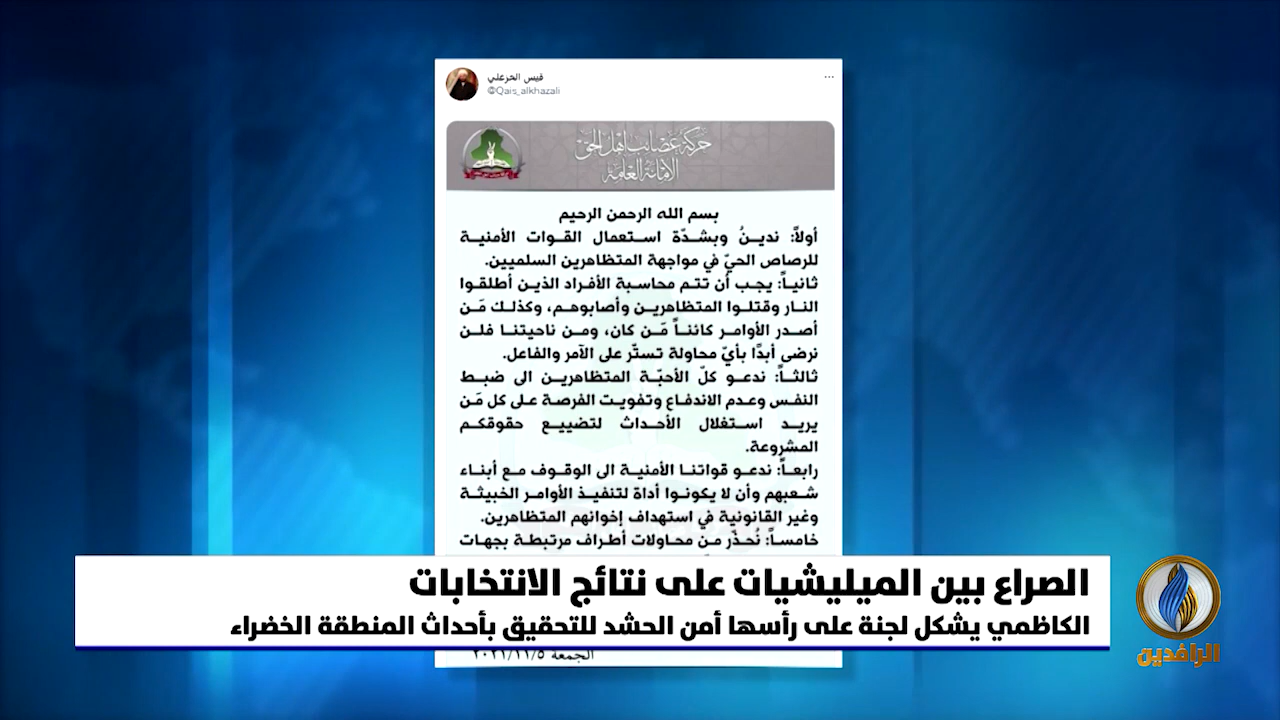 قيس الخزعلي
@Qais_alkhazali
حركة عصائب اهل الحق
الامانة العامة
بسم الله الرحمن الرحيم
أولاً: ندينُ وبشدّة استعمال القوات الأمنية
للرصاص الحيّ في مواجهة المتظاهرين السلميين.
ثانياً: يجب أن تتم محاسبة الأفراد الذين أطلقوا
النار وقتلوا المتظاهرين وأصابوهم، وكذلك مَن
أصدر الأوامر كائناً مَن كان، ومن ناحيتنا فلن
نرضى أبدًا بأيّ محاولة تستّر على الآمر والفاعل.
ثالثاً: ندعو كلّ الأحبّة المتظاهرين الى ضبط
النفس وعدم الاندفاع وتفويت الفرصة على كل مَن
يريد استغلال الأحداث لتضييع حقوقكم
المشروعة.
رابعاً: ندعو قواتنا الأمنية الى الوقوف مع أبناء
شعبهم وأن لا يكونوا أداة لتنفيذ الأوامر الخبيثة
وغير القانونية في استهداف إخوانهم المتظاهرين.
خامساً: نُحذّر من محاولات أطراف مرتبطة بجهات
الصراع بين الميليشيات على نتائج الانتخابات
الكاظمي يشكل لجنة على رأسها أمن الحشد للتحقيق بأحداث المنطقة الخضراء
الجمعة ٢٠٢١/١١/٥
الرافدين